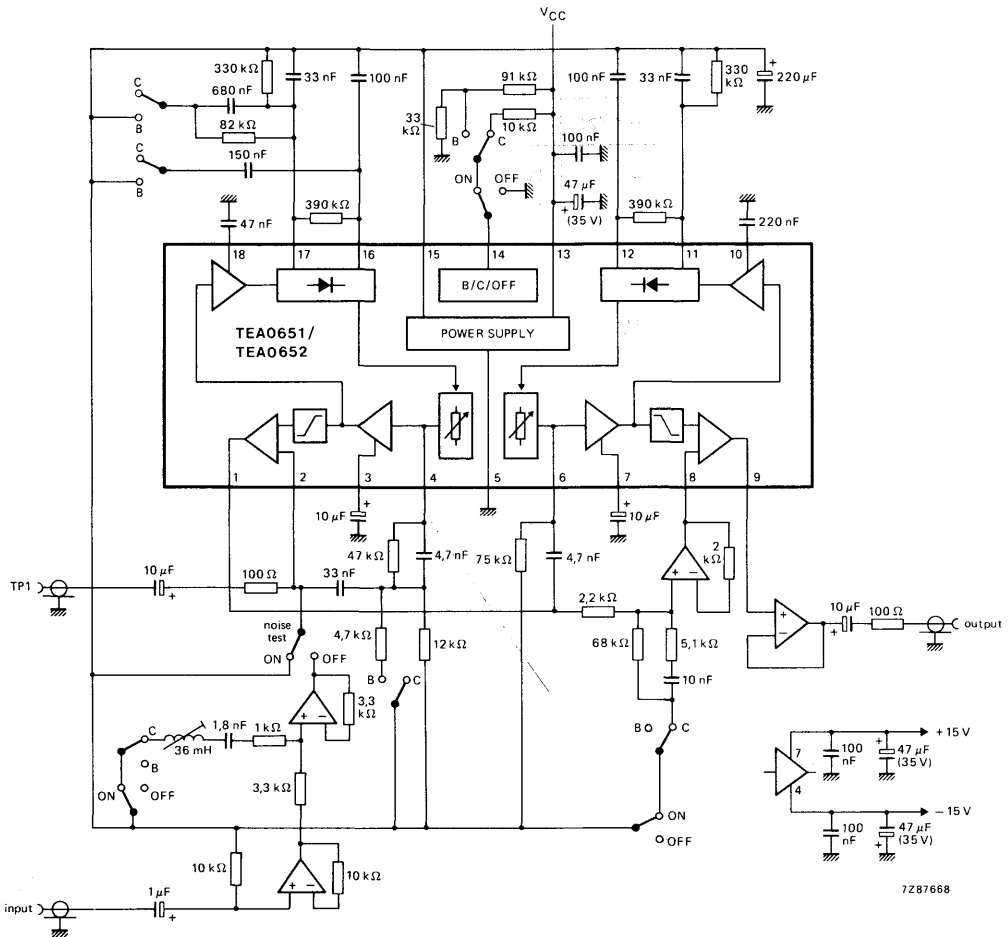 VCC
330 kΩ
33 nF
100 nF
680 nF
C
B
82 kΩ
C
150 nF
B
91 kΩ
33 kΩ
10 kΩ
B
C
100 nF
ON
OFF
47 µF
(35 V)
100 nF
33 nF
330 kΩ
+
220 µF
47 nF
390 kΩ
+
390 kΩ
220 nF
18
17
16
15
14
13
12
11
10
B/C/OFF
POWER SUPPLY
TEA0651/
TEA0652
1
2
3
4
5
6
7
8
9
10 µF
+
47 kΩ
4,7 nF
75 kΩ
4,7 nF
+
10 µF
2 kΩ
+
−
TP1
10 µF
+
100 Ω
33 nF
2,2 kΩ
noise test
ON
OFF
4,7 kΩ
12 kΩ
B
C
68 kΩ
5,1 kΩ
10 nF
+
−
10 µF
+
100 Ω
output
+
−
3,3 kΩ
C
36 mH
1,8 nF
1 kΩ
B
ON
OFF
3,3 kΩ
B
C
ON
OFF
7
4
100 nF
+
47 µF
(35 V)
+ 15 V
− 15 V
100 nF
+
47 µF
(35 V)
10 kΩ
+
−
10 kΩ
input
1 µF
+
7Z87668